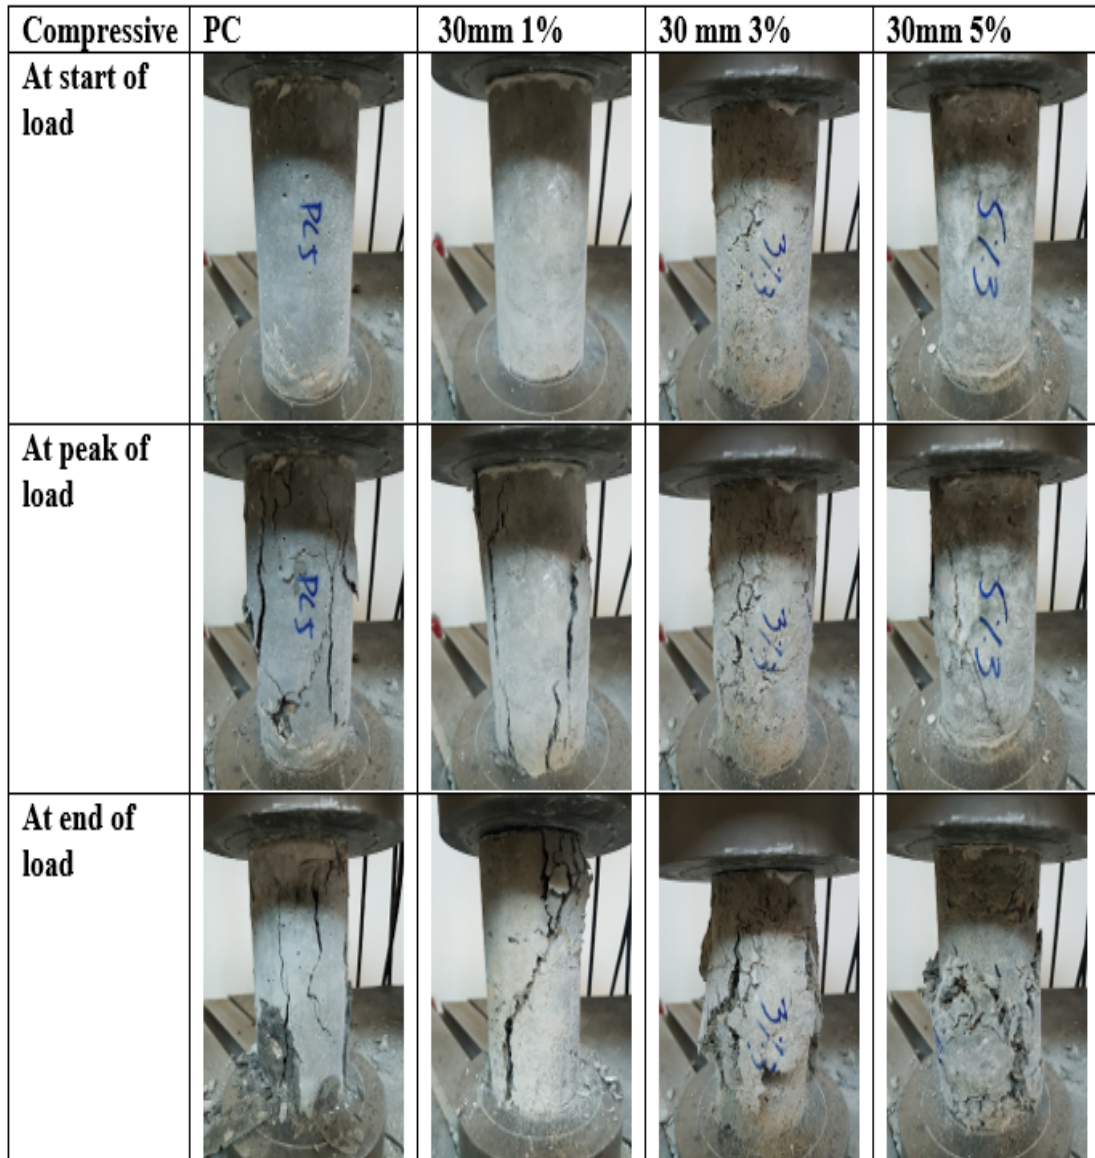 Compressive PC 30mm 1% 30 mm 3% 30mm 5%
At start of
load
PC5
3%3
5%3
At peak of
load
PC5
3%3
5%3
At end of
load
3%3